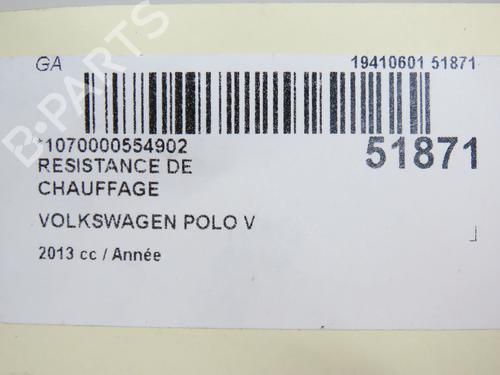 GA
19410601 51871
*1070000554902
51871
RESISTANCE DE
CHAUFFAGE
VOLKSWAGEN POLO V
2013 cc / Année
B-PARTS